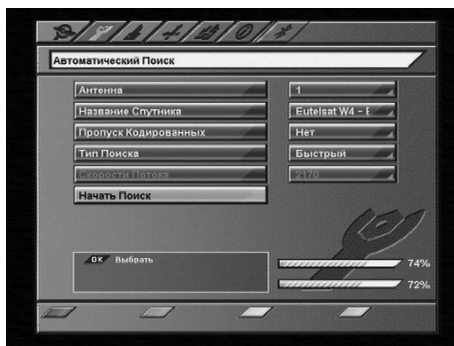 Автоматический Поиск
Антенна 1
Название Спутника Eutelsat W4 – E
Пропуск Кодированных Нет
Тип Поиска Быстрый
Скорости Потока 2170
Начать Поиск
OK Выбрать
74%
72%